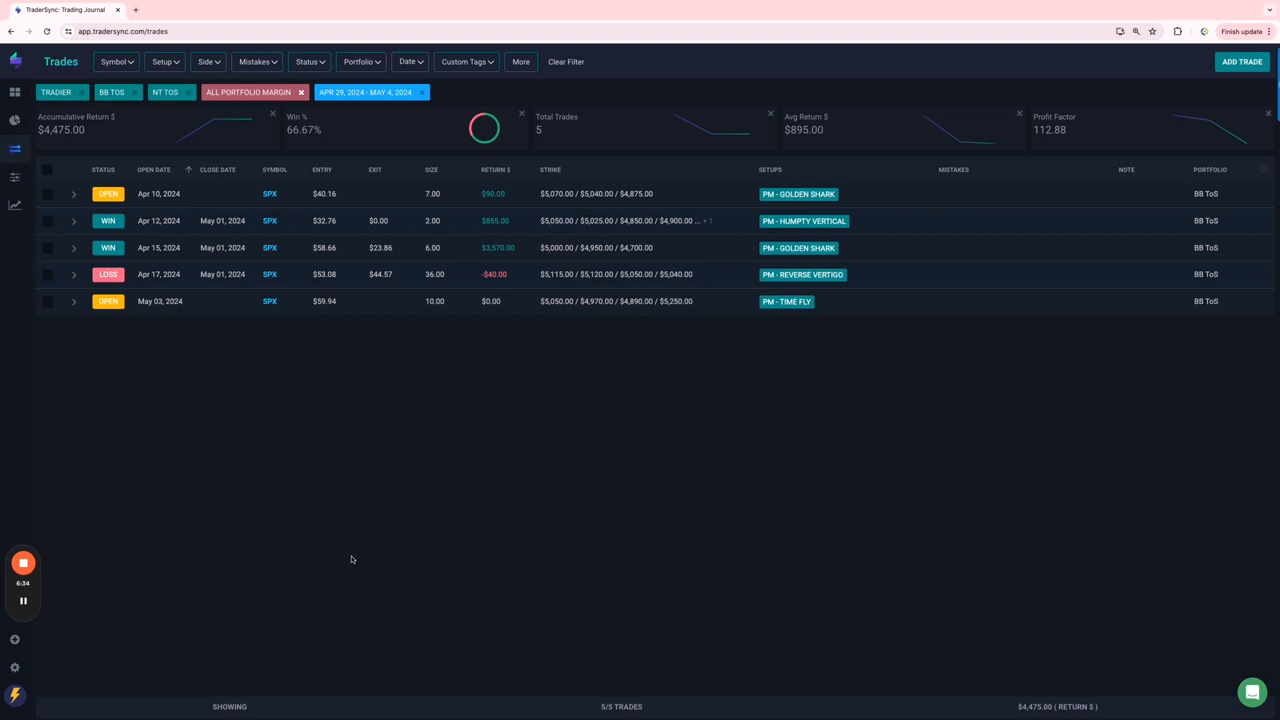 TraderSync: Trading Journal
app.tradersync.com/trades
Finish update
Trades Symbol Setup Side Mistakes Status Portfolio Date Custom Tags More Clear Filter ADD TRADE
TRADIER BB TOS NT TOS ALL PORTFOLIO MARGIN APR 29, 2024 - MAY 4, 2024
Accumulative Return $ Win % Total Trades Avg Return $ Profit Factor
$4,475.00 66.67% 5 $895.00 112.88
STATUS OPEN DATE CLOSE DATE SYMBOL ENTRY EXIT SIZE RETURN $ STRIKE SETUPS MISTAKES NOTE PORTFOLIO
OPEN Apr 10, 2024 SPX $40.16 7.00 $90.00 $5,070.00 / $5,040.00 / $4,875.00 PM - GOLDEN SHARK BB ToS
WIN Apr 12, 2024 May 01, 2024 SPX $32.76 $0.00 2.00 $855.00 $5,050.00 / $5,025.00 / $4,850.00 / $4,900.00 ... + 1 PM - HUMPTY VERTICAL BB ToS
WIN Apr 15, 2024 May 01, 2024 SPX $58.66 $23.86 6.00 $3,570.00 $5,000.00 / $4,950.00 / $4,700.00 PM - GOLDEN SHARK BB ToS
LOSS Apr 17, 2024 May 01, 2024 SPX $53.08 $44.57 36.00 -$40.00 $5,115.00 / $5,120.00 / $5,050.00 / $5,040.00 PM - REVERSE VERTIGO BB ToS
OPEN May 03, 2024 SPX $59.94 10.00 $0.00 $5,050.00 / $4,970.00 / $4,890.00 / $5,250.00 PM - TIME FLY BB ToS
6:34
SHOWING 5/5 TRADES $4,475.00 ( RETURN $ )